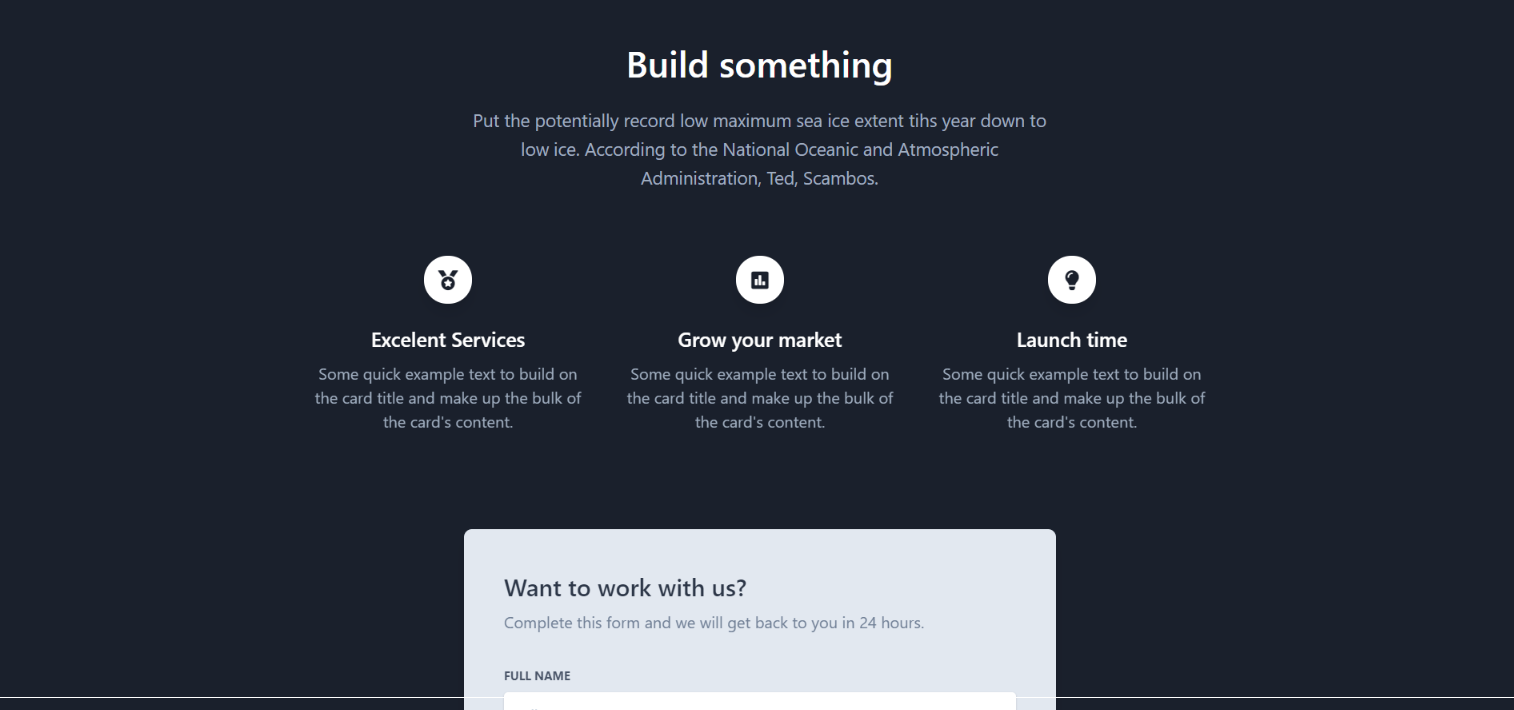 Build something
Put the potentially record low maximum sea ice extent tihs year down to
low ice. According to the National Oceanic and Atmospheric
Administration, Ted, Scambos.
Excelent Services
Grow your market
Launch time
Some quick example text to build on
the card title and make up the bulk of
the card's content.
Some quick example text to build on
the card title and make up the bulk of
the card's content.
Some quick example text to build on
the card title and make up the bulk of
the card's content.
Want to work with us?
Complete this form and we will get back to you in 24 hours.
FULL NAME